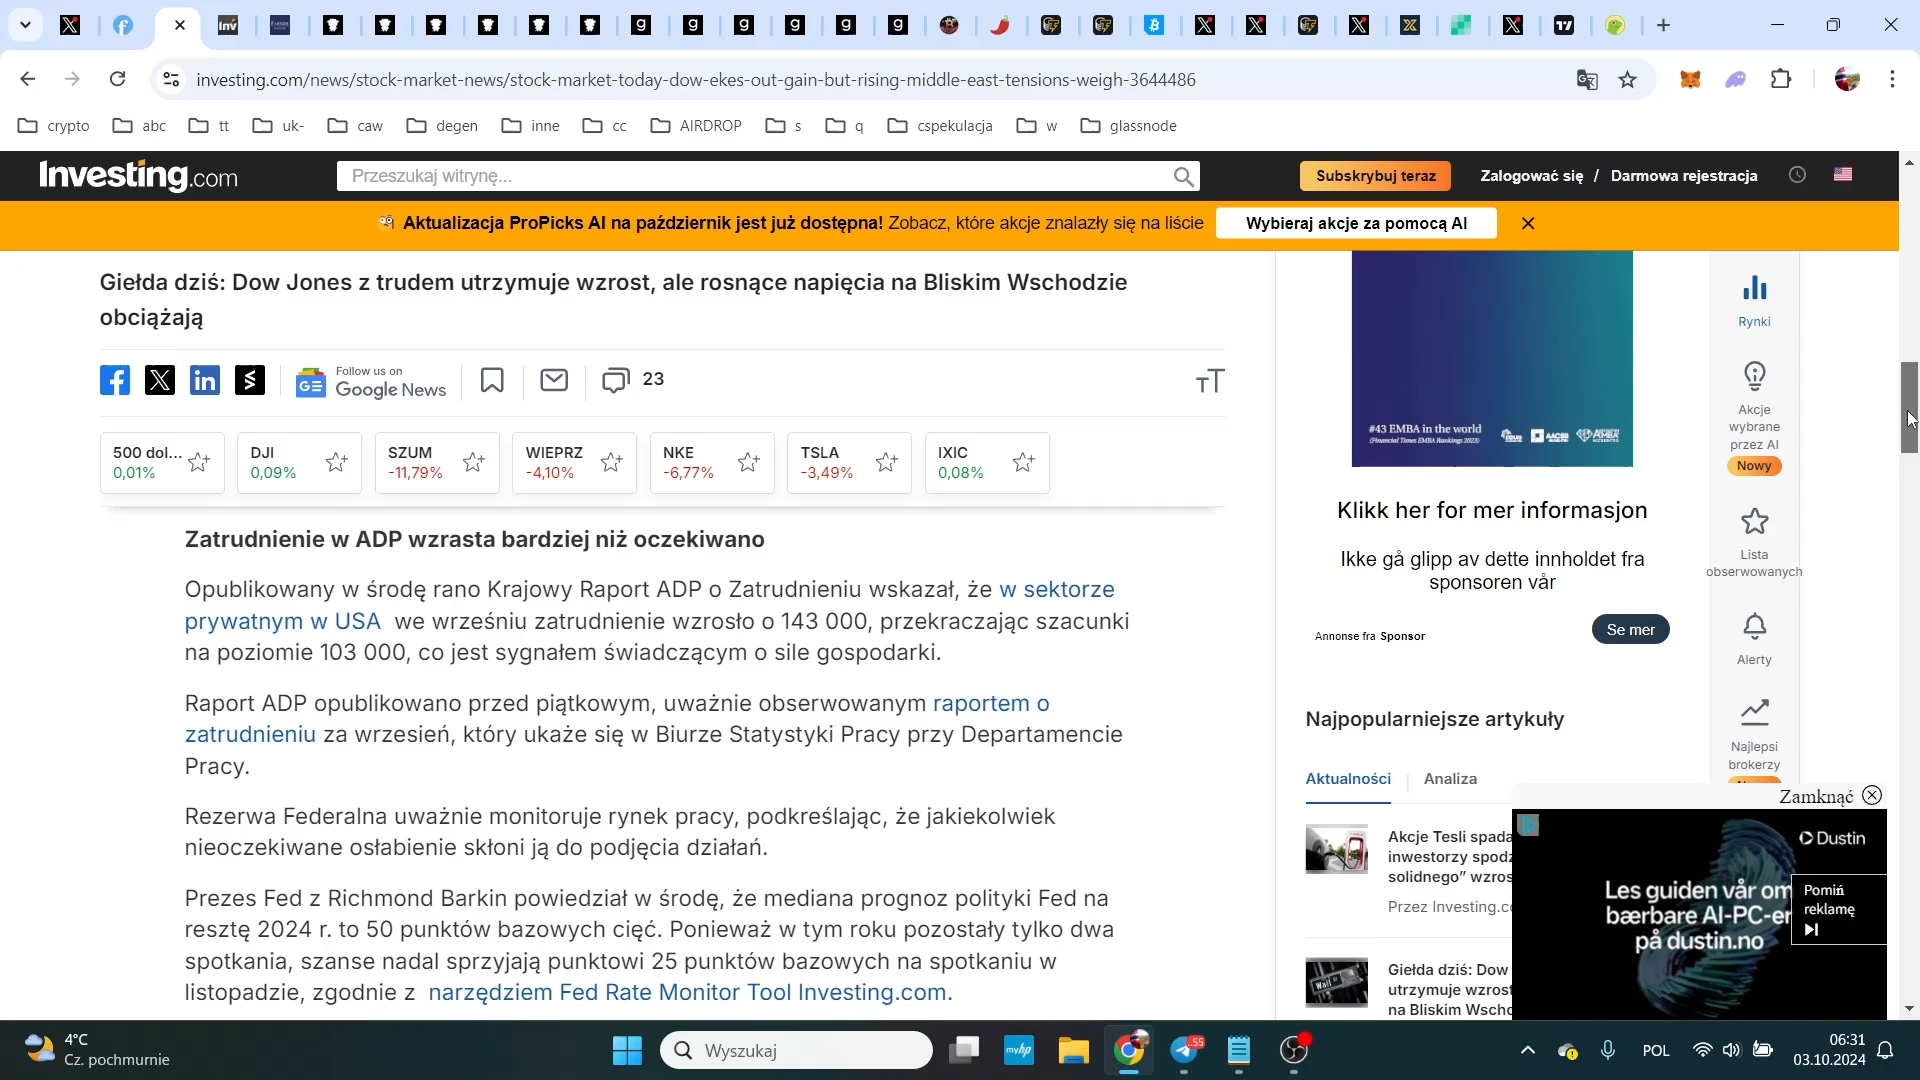 investing.com/news/stock-market-news/stock-market-today-dow-ekes-out-gain-but-rising-middle-east-tensions-weigh-3644486
crypto abc tt uk- caw degen inne cc AIRDROP s q cspekulacja w glassnode
Investing.com
Przeszukaj witrynę...
Subskrybuj teraz
Zalogować się / Darmowa rejestracja
Aktualizacja ProPicks AI na październik jest już dostępna! Zobacz, które akcje znalazły się na liście
Wybieraj akcje za pomocą AI
Giełda dziś: Dow Jones z trudem utrzymuje wzrost, ale rosnące napięcia na Bliskim Wschodzie
obciążają
Follow us on
Google News
23
500 dol...
0,01%
DJI
0,09%
SZUM
-11,79%
WIEPRZ
-4,10%
NKE
-6,77%
TSLA
-3,49%
IXIC
0,08%
Zatrudnienie w ADP wzrasta bardziej niż oczekiwano
Opublikowany w środę rano Krajowy Raport ADP o Zatrudnieniu wskazał, że w sektorze
prywatnym w USA we wrześniu zatrudnienie wzrosło o 143 000, przekraczając szacunki
na poziomie 103 000, co jest sygnałem świadczącym o sile gospodarki.
Raport ADP opublikowano przed piątkowym, uważnie obserwowanym raportem o
zatrudnieniu za wrzesień, który ukaże się w Biurze Statystyki Pracy przy Departamencie
Pracy.
Rezerwa Federalna uważnie monitoruje rynek pracy, podkreślając, że jakiekolwiek
nieoczekiwane osłabienie skłoni ją do podjęcia działań.
Prezes Fed z Richmond Barkin powiedział w środę, że mediana prognoz polityki Fed na
resztę 2024 r. to 50 punktów bazowych cięć. Ponieważ w tym roku pozostały tylko dwa
spotkania, szanse nadal sprzyjają punktowi 25 punktów bazowych na spotkaniu w
listopadzie, zgodnie z narzędziem Fed Rate Monitor Tool Investing.com.
#43 EMBA in the world
(Financial Times EMBA Rankings 2023)
Klikk her for mer informasjon
Ikke gå glipp av dette innholdet fra
sponsoren vår
Annonse fra Sponsor
Se mer
Najpopularniejsze artykuły
Aktualności
Analiza
Akcje Tesli spada
inwestorzy spodz
solidnego” wzros
Przez Investing.co
Giełda dziś: Dow
utrzymuje wzrost
na Bliskim Wscho
Rynki
Akcje
wybrane
przez AI
Nowy
Lista
obserwowanych
Alerty
Najlepsi
brokerzy
Zamknąć
Dustin
Les guiden vår om
bærbare AI-PC-er
på dustin.no
Pomiń
reklamę
4°C
Cz. pochmurnie
Wyszukaj
myhp
55
POL
06:31
03.10.2024